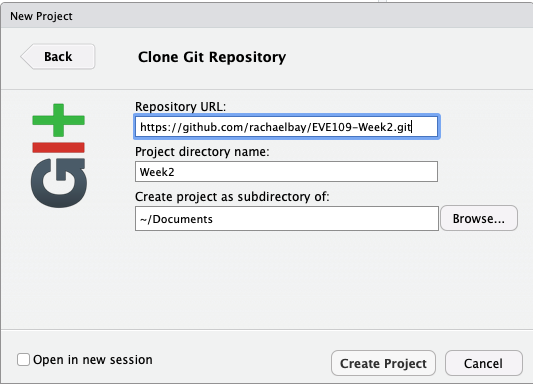 New Project
Back
Clone Git Repository
git
Repository URL:
https://github.com/rachaelbay/EVE109-Week2.git
Project directory name:
Week2
Create project as subdirectory of:
~/Documents
Browse...
Open in new session
Create Project
Cancel